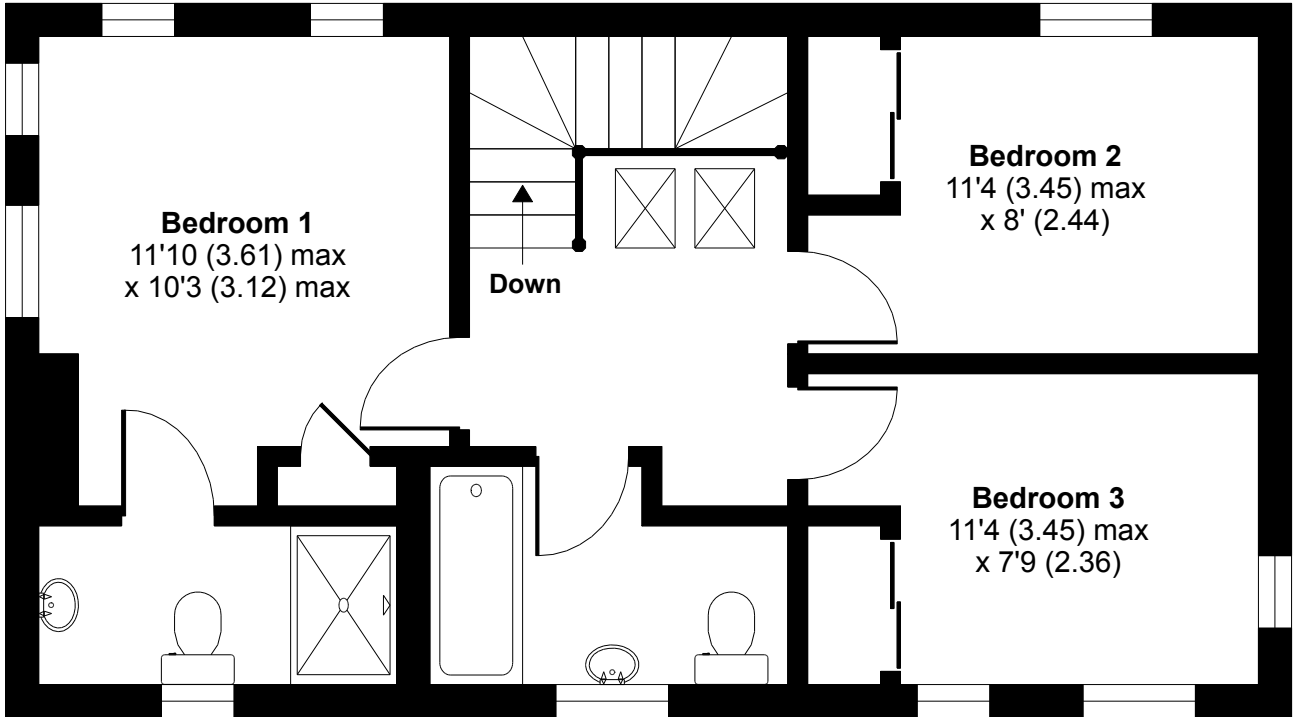 Bedroom 1
11'10 (3.61) max
x 10'3 (3.12) max
Down
Bedroom 2
11'4 (3.45) max
x 8' (2.44)
Bedroom 3
11'4 (3.45) max
x 7'9 (2.36)